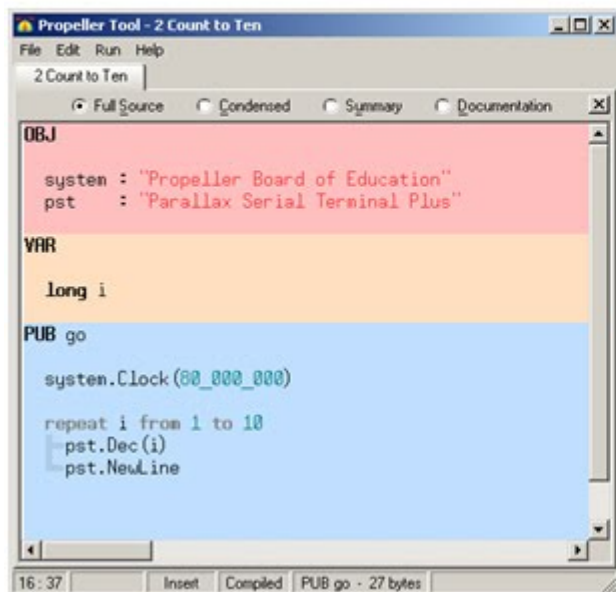 Propeller Tool - 2 Count to Ten
File Edit Run Help
2 Count to Ten
Full Source Condensed Summary Documentation
OBJ
system : "Propeller Board of Education"
pst : "Parallax Serial Terminal Plus"
VAR
long i
PUB go
system.Clock(80_000_000)
repeat i from 1 to 10
pst.Dec(i)
pst.NewLine
16 : 37 Insert Compiled PUB go - 27 bytes